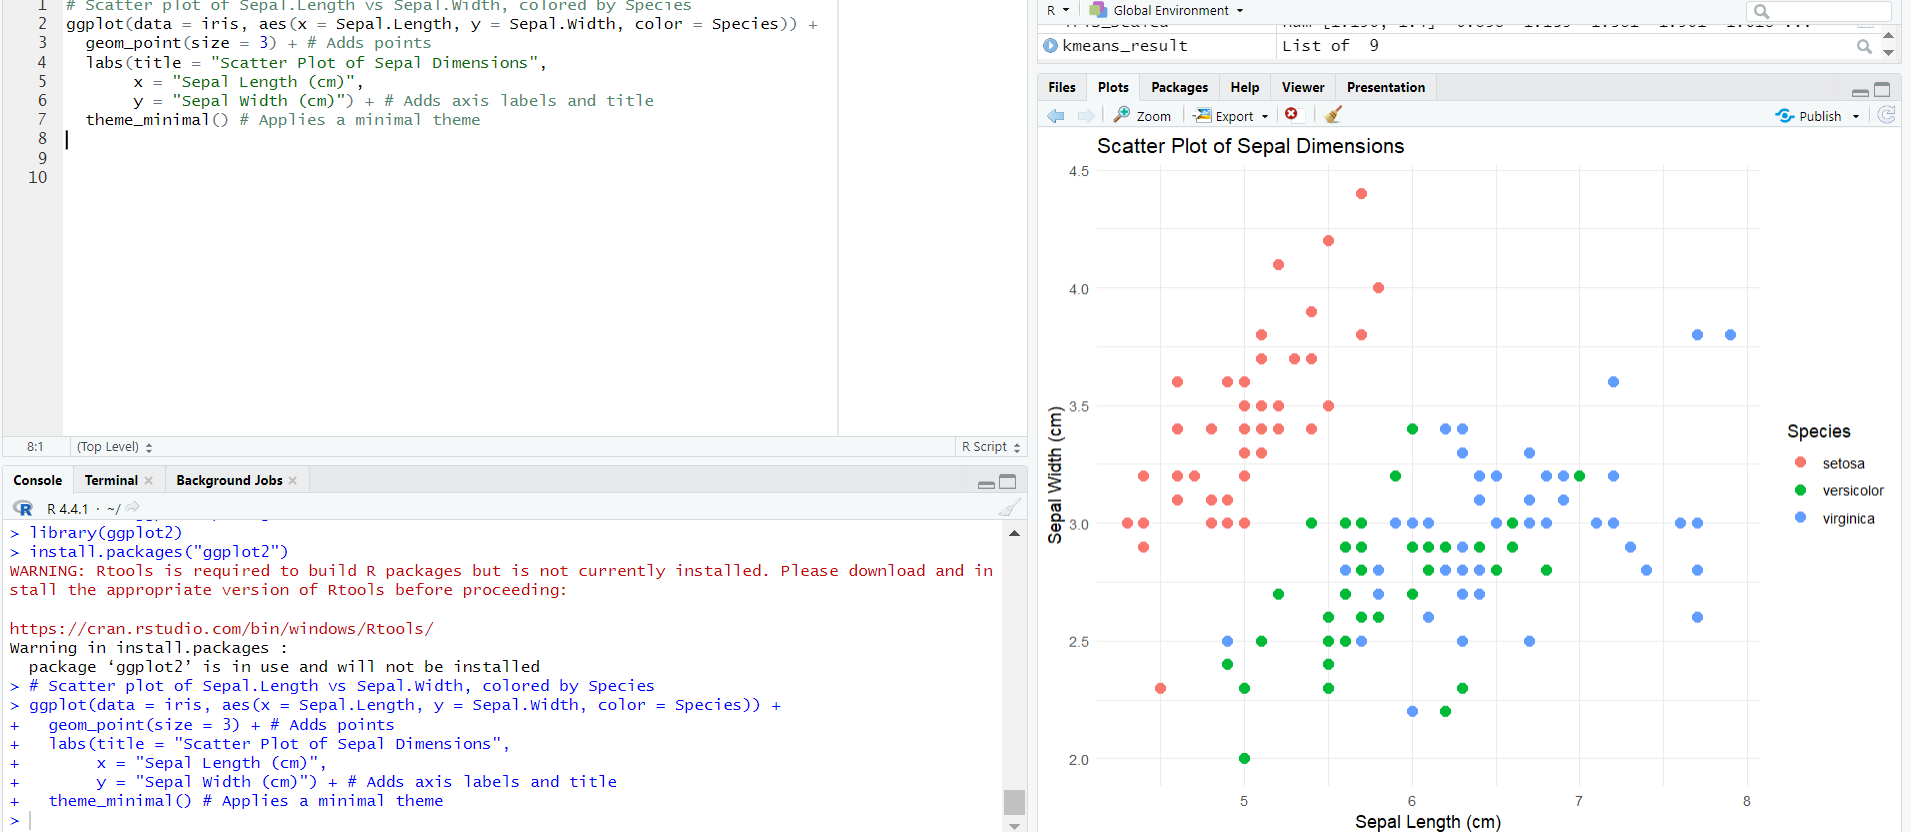 1 # Scatter plot of Sepal.Length vs Sepal.Width, colored by Species
2 ggplot(data = iris, aes(x = Sepal.Length, y = Sepal.Width, color = Species)) +
3   geom_point(size = 3) + # Adds points
4   labs(title = "Scatter Plot of Sepal Dimensions",
5        x = "Sepal Length (cm)",
6        y = "Sepal Width (cm)") + # Adds axis labels and title
7   theme_minimal() # Applies a minimal theme
8
9
10
8:1 (Top Level) R Script
Console Terminal Background Jobs
R R 4.4.1 · ~/
> library(ggplot2)
> install.packages("ggplot2")
WARNING: Rtools is required to build R packages but is not currently installed. Please download and in
stall the appropriate version of Rtools before proceeding:
https://cran.rstudio.com/bin/windows/Rtools/
Warning in install.packages :
  package ‘ggplot2’ is in use and will not be installed
> # Scatter plot of Sepal.Length vs Sepal.Width, colored by Species
> ggplot(data = iris, aes(x = Sepal.Length, y = Sepal.Width, color = Species)) +
+   geom_point(size = 3) + # Adds points
+   labs(title = "Scatter Plot of Sepal Dimensions",
+        x = "Sepal Length (cm)",
+        y = "Sepal Width (cm)") + # Adds axis labels and title
+   theme_minimal() # Applies a minimal theme
>
R Global Environment
kmeans_result List of 9
Files Plots Packages Help Viewer Presentation
Zoom Export Publish
Scatter Plot of Sepal Dimensions
4.5
4.0
3.5
3.0
2.5
2.0
Sepal Width (cm)
5 6 7 8
Sepal Length (cm)
Species
setosa
versicolor
virginica